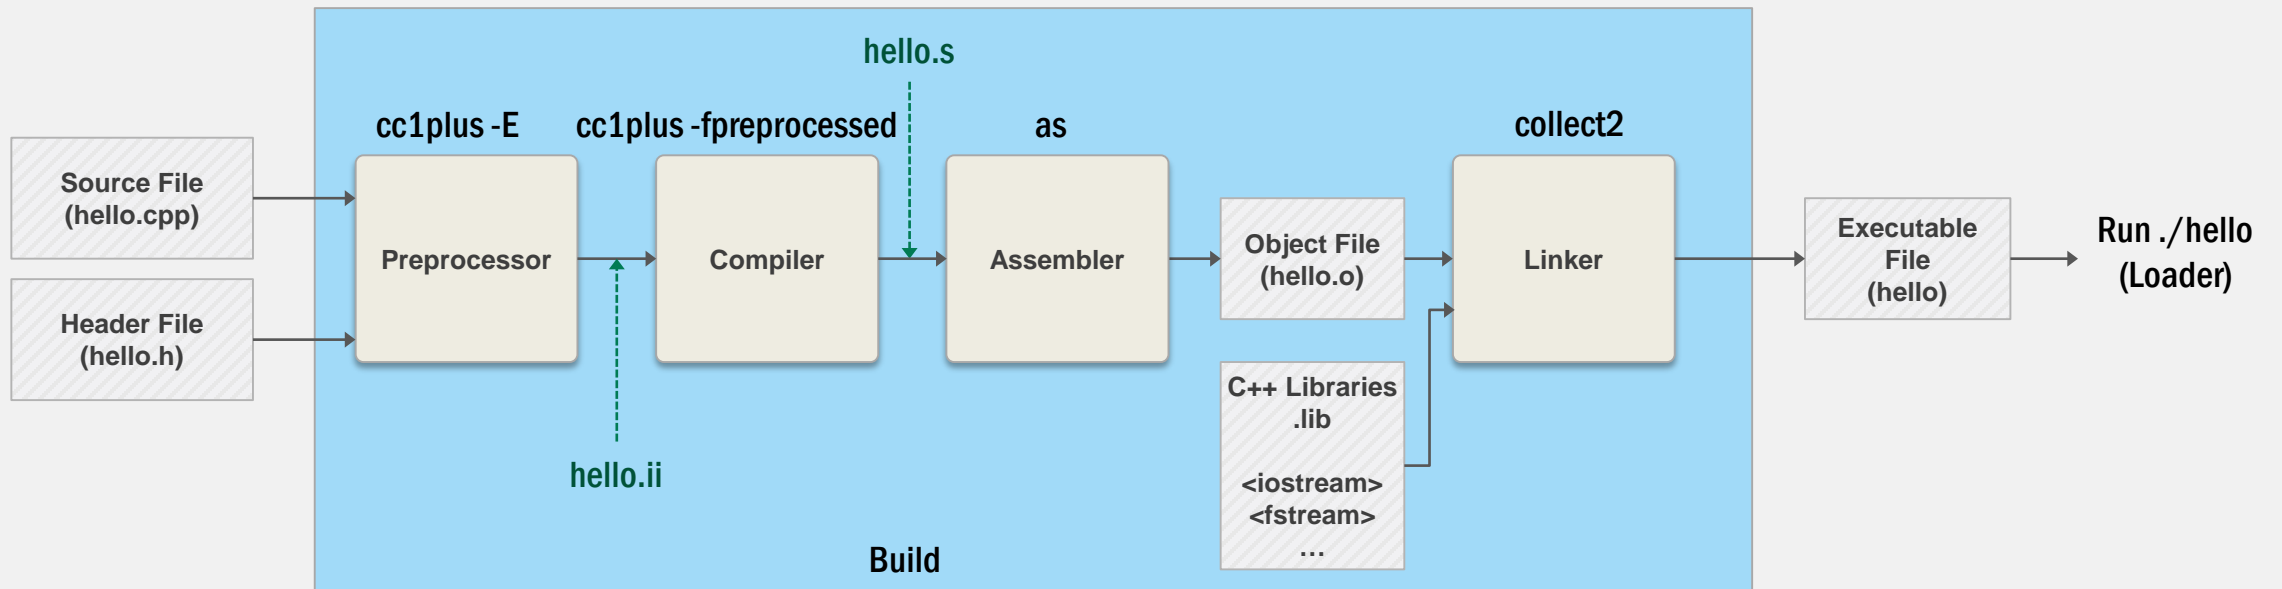 hello.s
cc1plus -E
cc1plus -fpreprocessed
as
collect2
Source File
(hello.cpp)
Header File
(hello.h)
Preprocessor
hello.ii
Compiler
Assembler
Object File
(hello.o)
C++ Libraries
.lib
<iostream>
<fstream>
...
Linker
Executable
File
(hello)
Run ./hello
(Loader)
Build